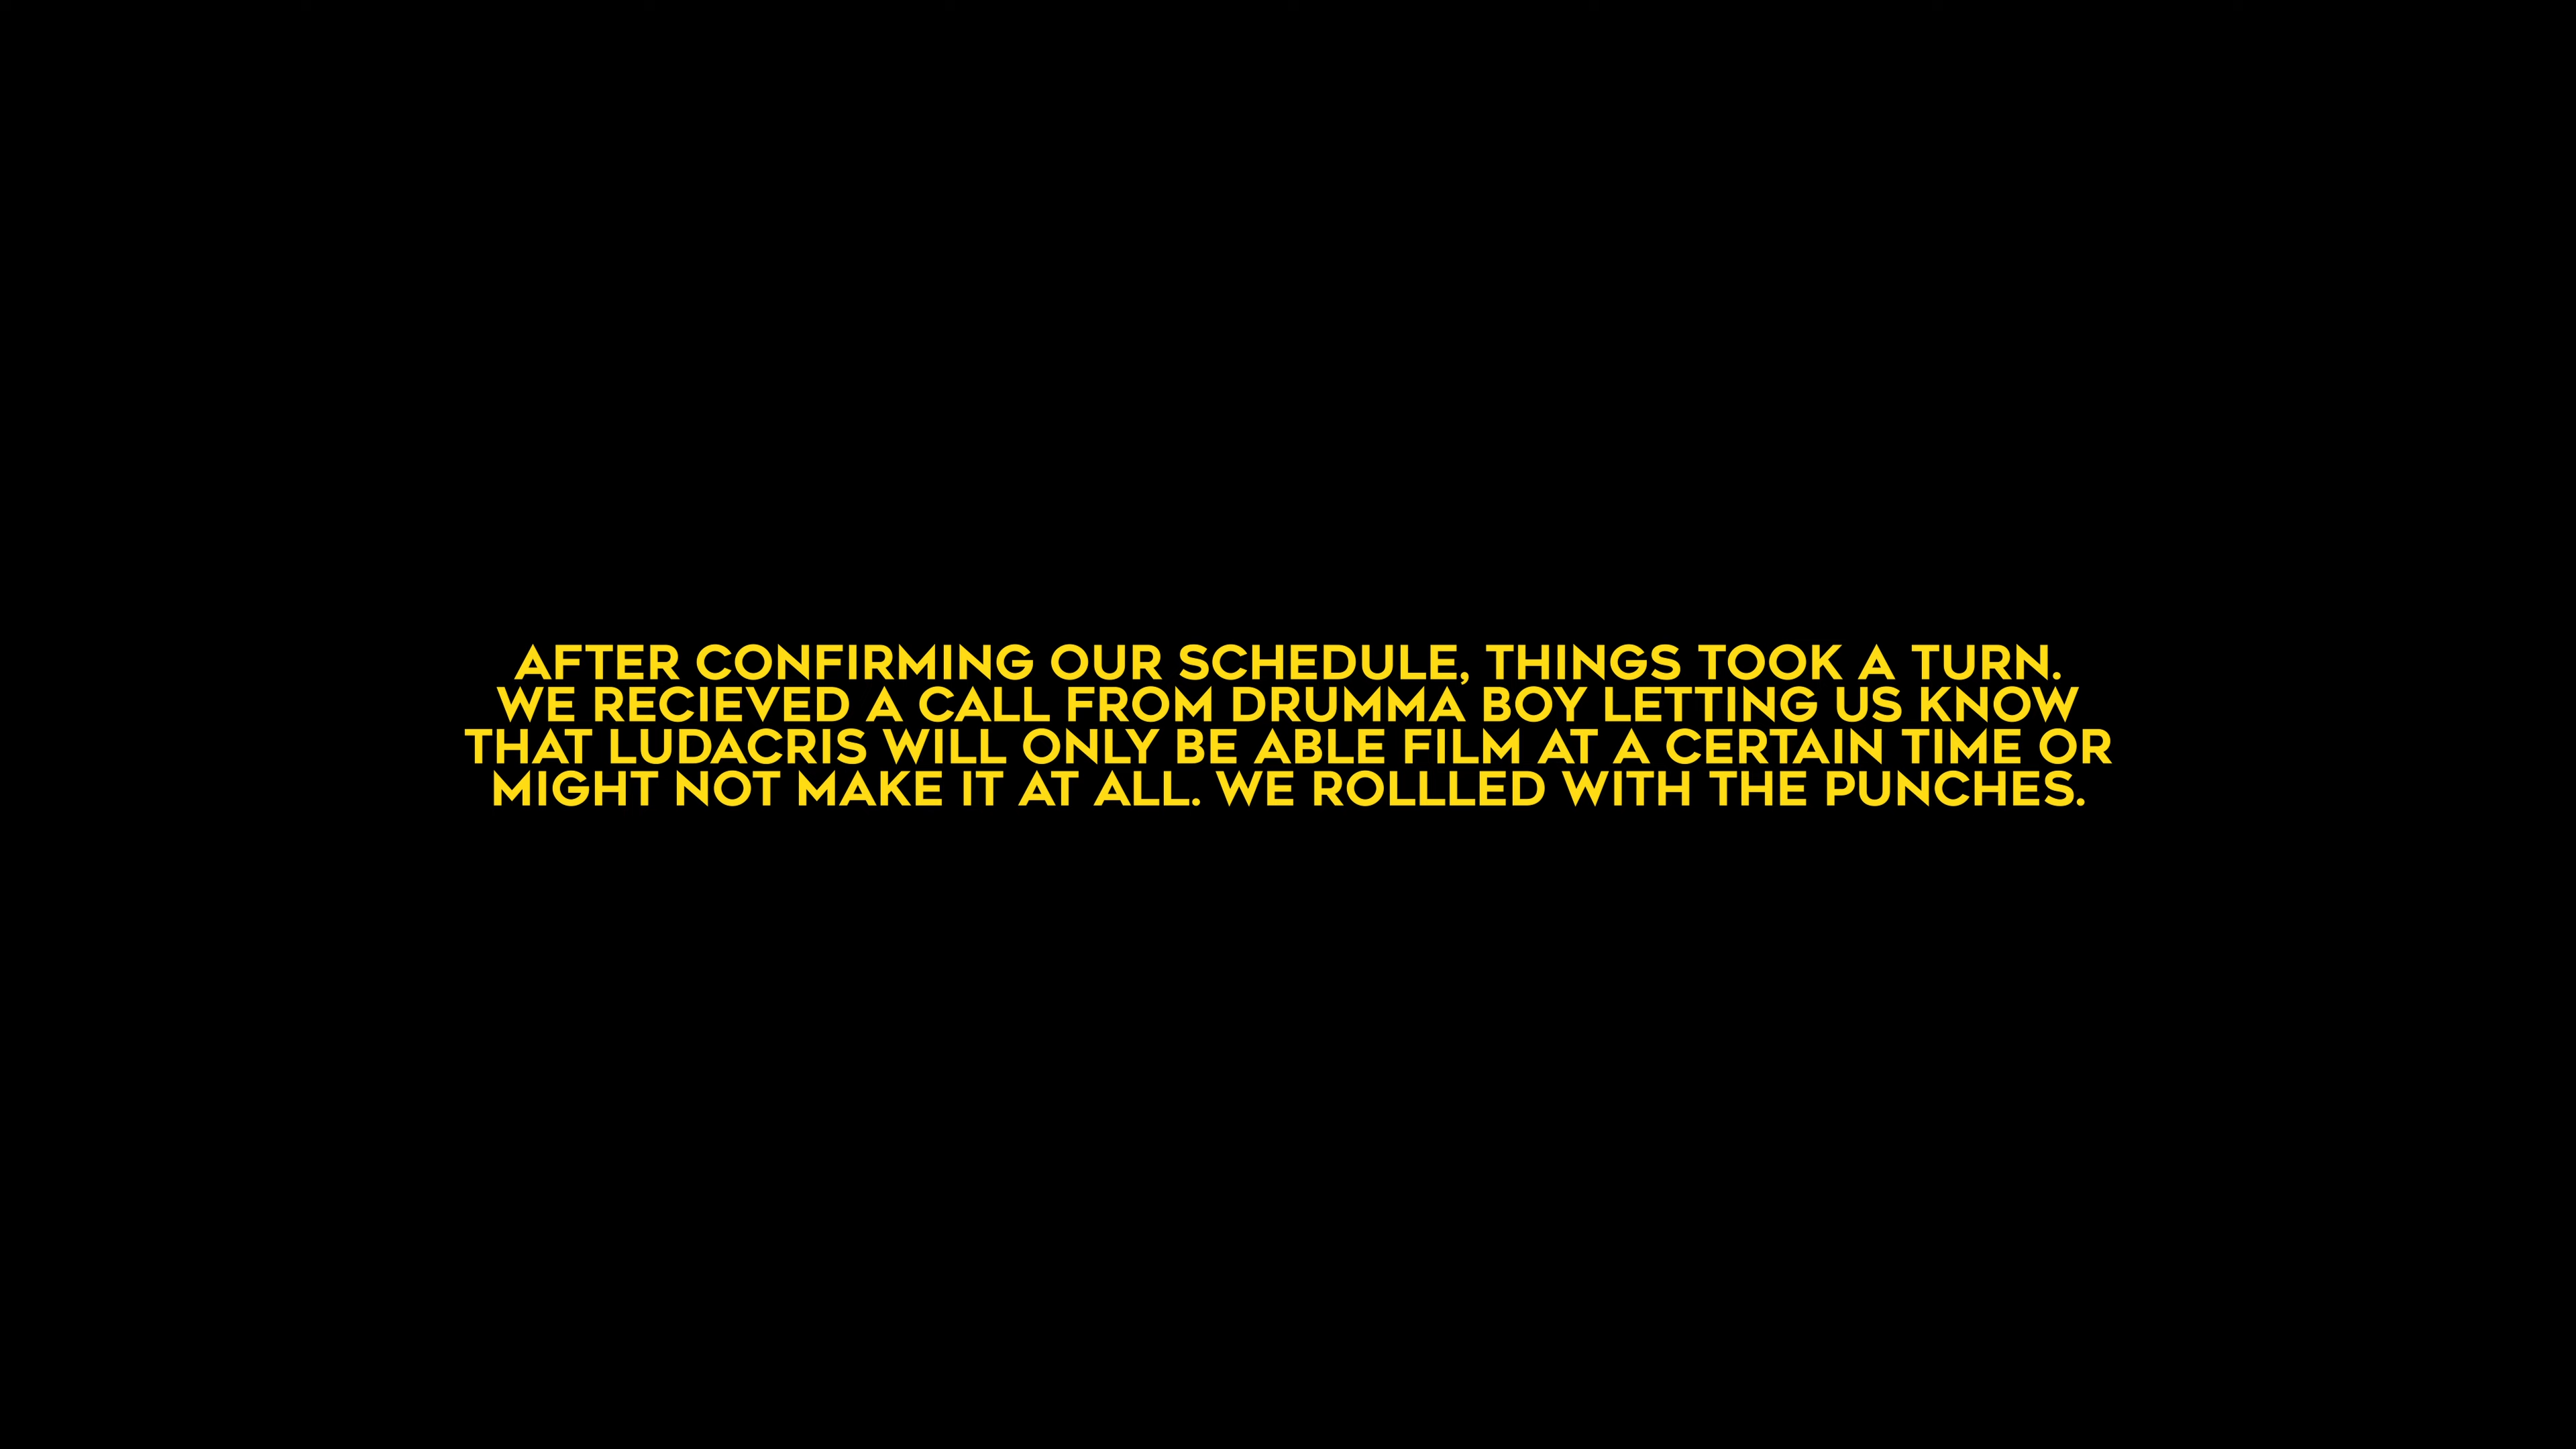 AFTER CONFIRMING OUR SCHEDULE, THINGS TOOK A TURN.
WE RECIEVED A CALL FROM DRUMMA BOY LETTING US KNOW
THAT LUDACRIS WILL ONLY BE ABLE FILM AT A CERTAIN TIME OR
MIGHT NOT MAKE IT AT ALL. WE ROLLLED WITH THE PUNCHES.